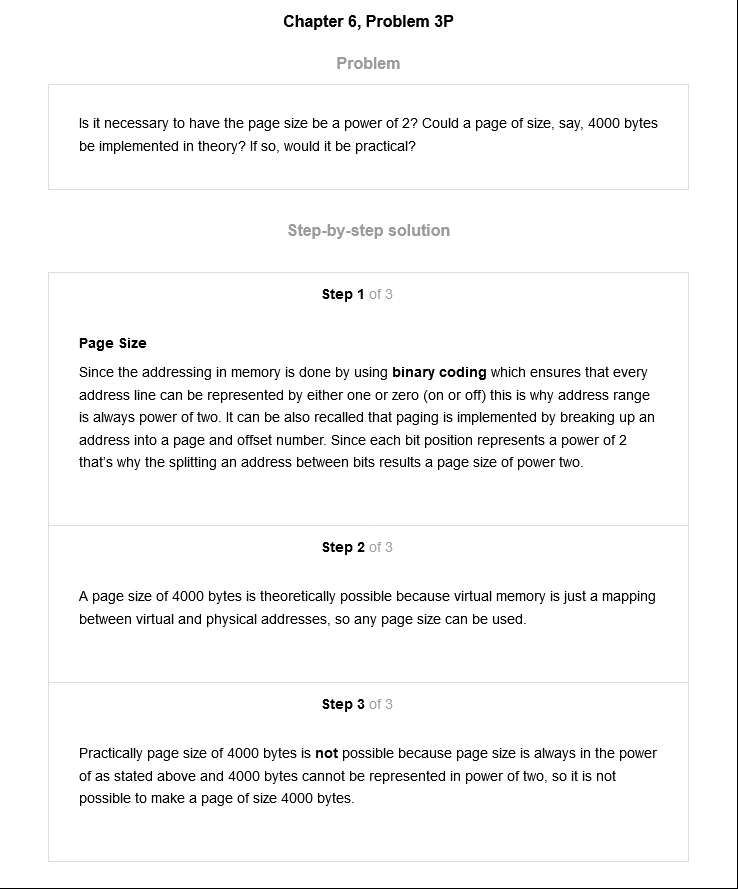 Chapter 6, Problem 3P
Problem
Is it necessary to have the page size be a power of 2? Could a page of size, say, 4000 bytes
be implemented in theory? If so, would it be practical?
Step-by-step solution
Step 1 of 3
Page Size
Since the addressing in memory is done by using binary coding which ensures that every
address line can be represented by either one or zero (on or off) this is why address range
is always power of two. It can be also recalled that paging is implemented by breaking up an
address into a page and offset number. Since each bit position represents a power of 2
that's why the splitting an address between bits results a page size of power two.
Step 2 of 3
A page size of 4000 bytes is theoretically possible because virtual memory is just a mapping
between virtual and physical addresses, so any page size can be used.
Step 3 of 3
Practically page size of 4000 bytes is not possible because page size is always in the power
of as stated above and 4000 bytes cannot be represented in power of two, so it is not
possible to make a page of size 4000 bytes.